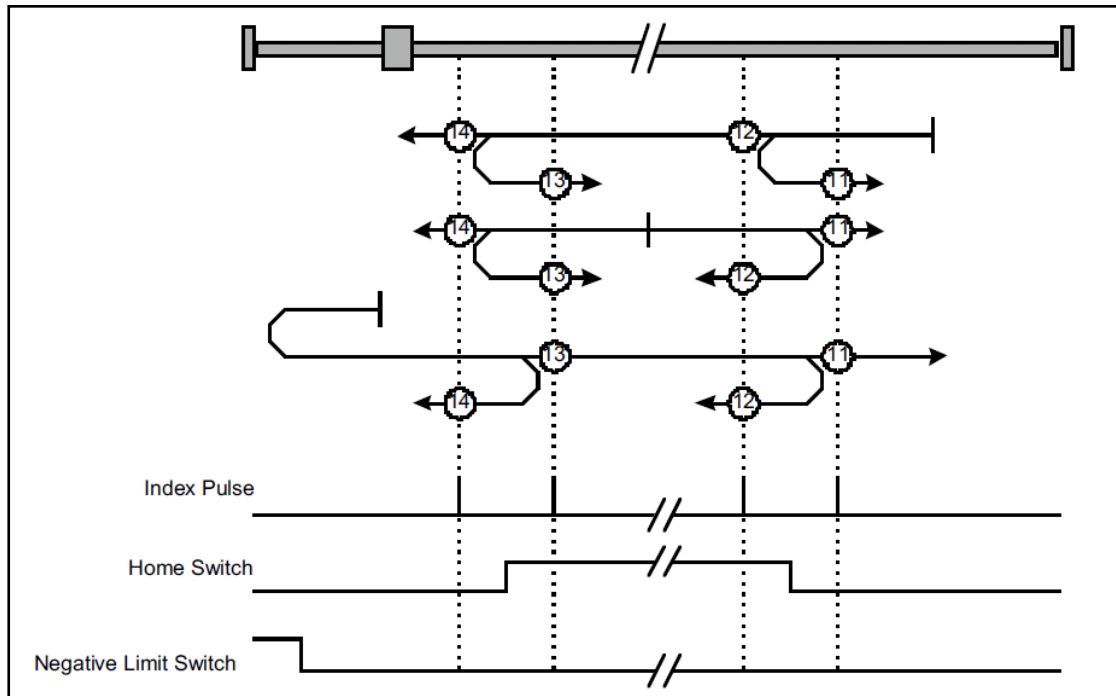 14 12
13 11
14 11
13 12
13 11
14 12
Index Pulse
Home Switch
Negative Limit Switch